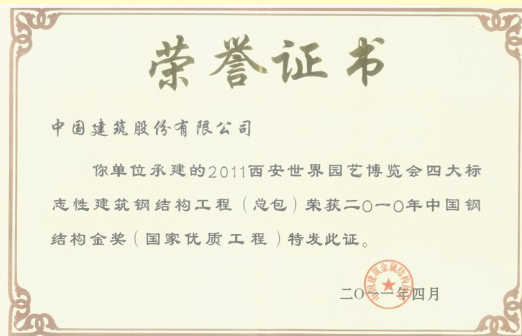 荣誉证书
中国建筑股份有限公司
你单位承建的2011西安世界园艺博览会四大标
志性建筑钢结构工程（总包）荣获二〇一〇年中国钢
结构金奖（国家优质工程）特发此证。
二〇一一年四月